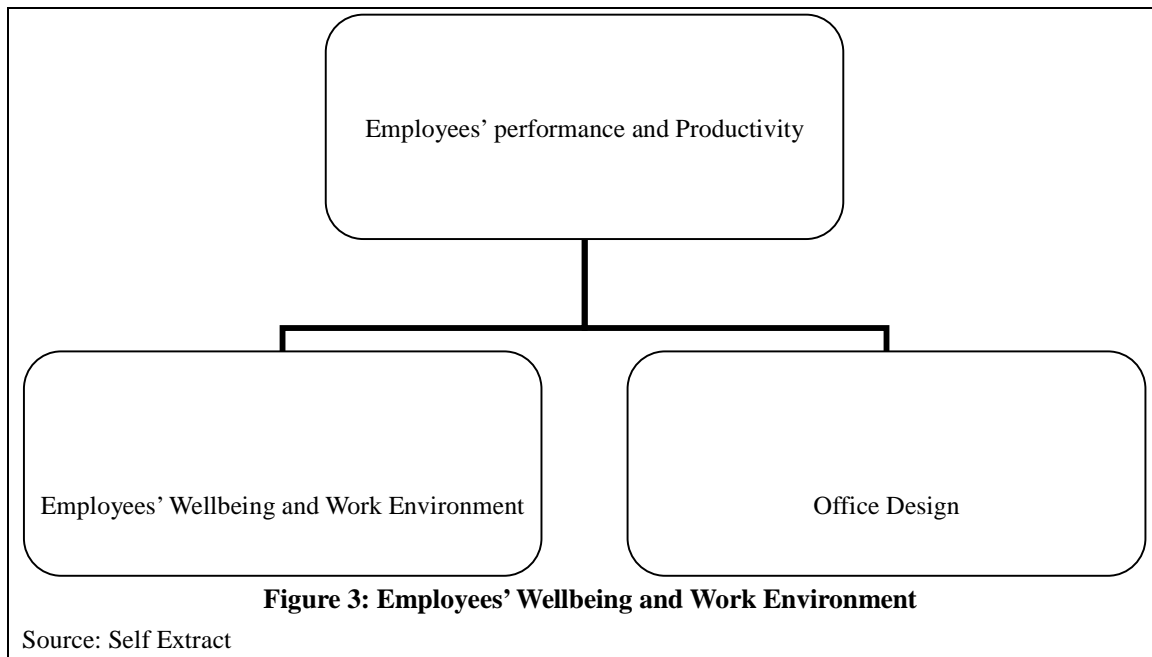 Employees’ performance and Productivity
Employees’ Wellbeing and Work Environment
Office Design
Figure 3: Employees’ Wellbeing and Work Environment
Source: Self Extract